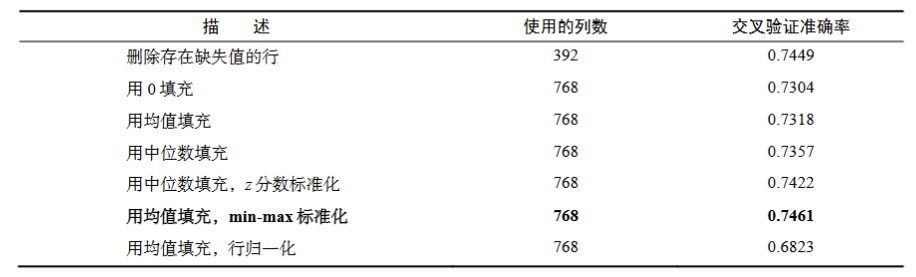 描 述 使用的列数 交叉验证准确率
删除存在缺失值的行 392 0.7449
用 0 填充 768 0.7304
用均值填充 768 0.7318
用中位数填充 768 0.7357
用中位数填充，z 分数标准化 768 0.7422
用均值填充，min-max 标准化 768 0.7461
用均值填充，行归一化 768 0.6823